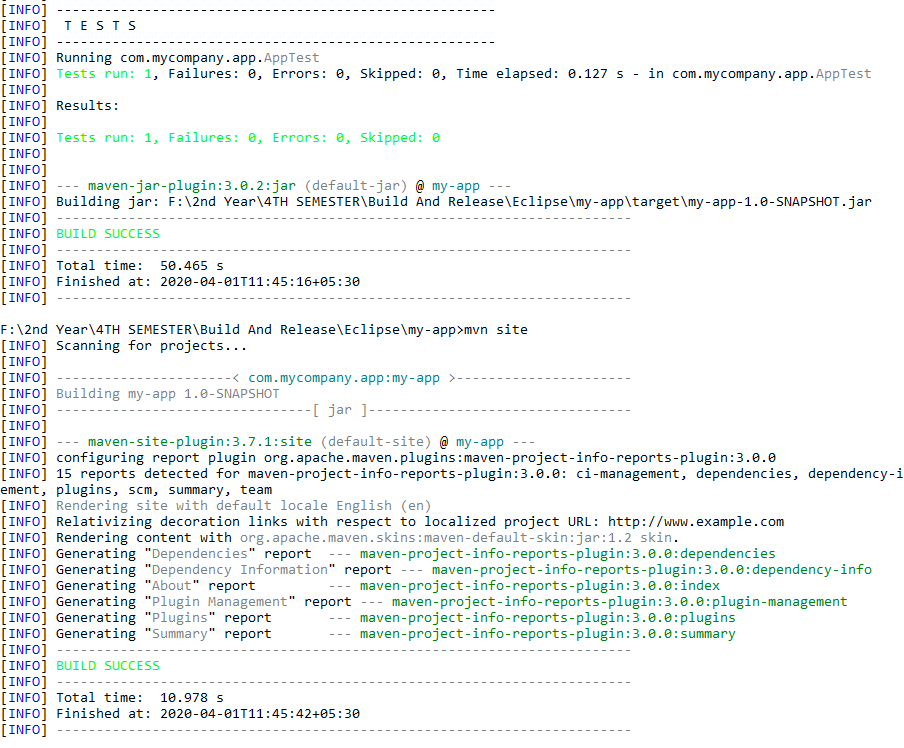 [INFO] -------------------------------------------------------
[INFO]  T E S T S
[INFO] -------------------------------------------------------
[INFO] Running com.mycompany.app.AppTest
[INFO] Tests run: 1, Failures: 0, Errors: 0, Skipped: 0, Time elapsed: 0.127 s - in com.mycompany.app.AppTest
[INFO]
[INFO] Results:
[INFO]
[INFO] Tests run: 1, Failures: 0, Errors: 0, Skipped: 0
[INFO]
[INFO]
[INFO] --- maven-jar-plugin:3.0.2:jar (default-jar) @ my-app ---
[INFO] Building jar: F:\2nd Year\4TH SEMESTER\Build And Release\Eclipse\my-app\target\my-app-1.0-SNAPSHOT.jar
[INFO] ------------------------------------------------------------------------
[INFO] BUILD SUCCESS
[INFO] ------------------------------------------------------------------------
[INFO] Total time:  50.465 s
[INFO] Finished at: 2020-04-01T11:45:16+05:30
[INFO] ------------------------------------------------------------------------
F:\2nd Year\4TH SEMESTER\Build And Release\Eclipse\my-app>mvn site
[INFO] Scanning for projects...
[INFO]
[INFO] ----------------------< com.mycompany.app:my-app >----------------------
[INFO] Building my-app 1.0-SNAPSHOT
[INFO] --------------------------------[ jar ]---------------------------------
[INFO]
[INFO] --- maven-site-plugin:3.7.1:site (default-site) @ my-app ---
[INFO] configuring report plugin org.apache.maven.plugins:maven-project-info-reports-plugin:3.0.0
[INFO] 15 reports detected for maven-project-info-reports-plugin:3.0.0: ci-management, dependencies, dependency-i
ement, plugins, scm, summary, team
[INFO] Rendering site with default locale English (en)
[INFO] Relativizing decoration links with respect to localized project URL: http://www.example.com
[INFO] Rendering content with org.apache.maven.skins:maven-default-skin:jar:1.2 skin.
[INFO] Generating "Dependencies" report  --- maven-project-info-reports-plugin:3.0.0:dependencies
[INFO] Generating "Dependency Information" report --- maven-project-info-reports-plugin:3.0.0:dependency-info
[INFO] Generating "About" report         --- maven-project-info-reports-plugin:3.0.0:index
[INFO] Generating "Plugin Management" report --- maven-project-info-reports-plugin:3.0.0:plugin-management
[INFO] Generating "Plugins" report       --- maven-project-info-reports-plugin:3.0.0:plugins
[INFO] Generating "Summary" report       --- maven-project-info-reports-plugin:3.0.0:summary
[INFO] ------------------------------------------------------------------------
[INFO] BUILD SUCCESS
[INFO] ------------------------------------------------------------------------
[INFO] Total time:  10.978 s
[INFO] Finished at: 2020-04-01T11:45:42+05:30
[INFO] ------------------------------------------------------------------------